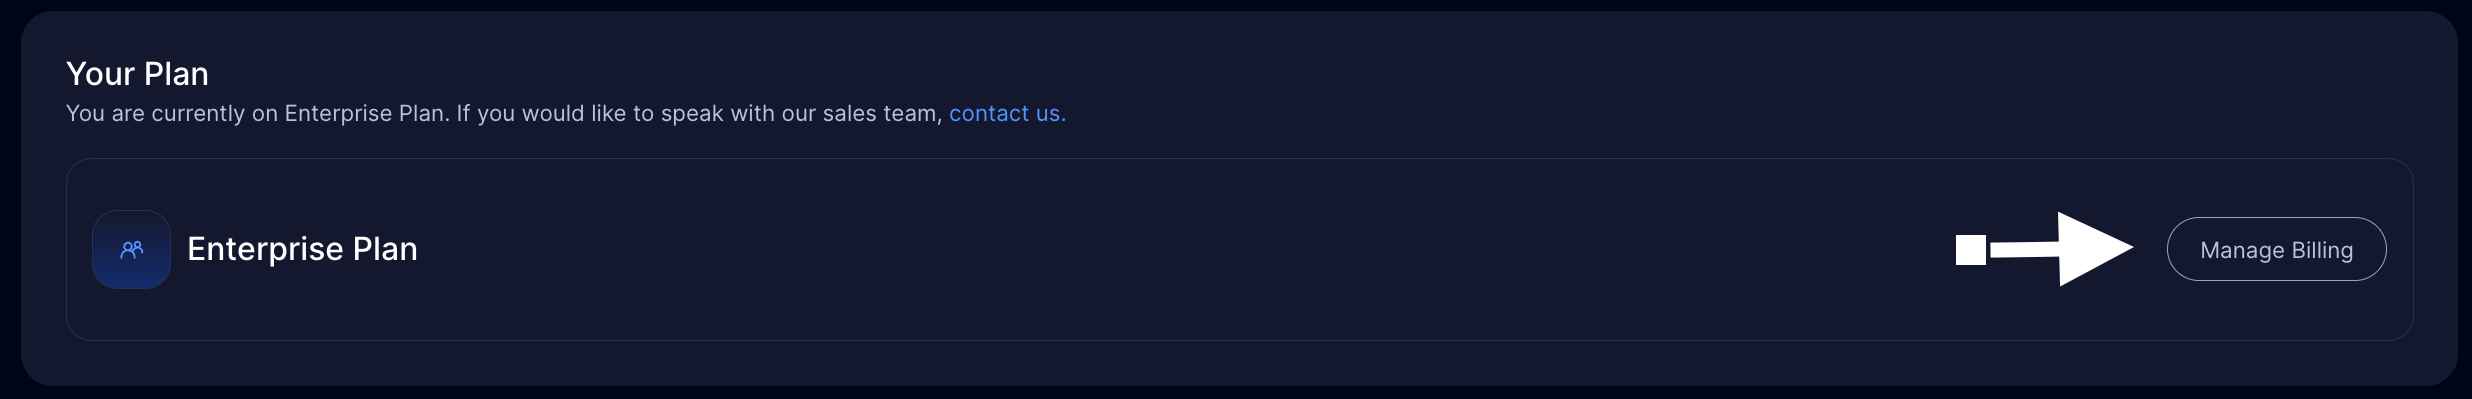 Your Plan
You are currently on Enterprise Plan. If you would like to speak with our sales team, contact us.
Enterprise Plan
Manage Billing